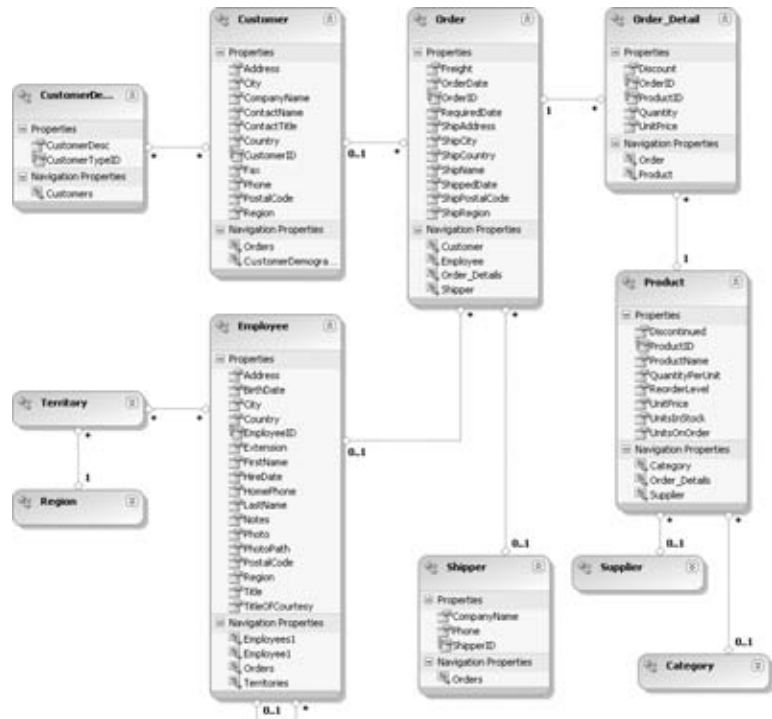 CustomerDe...
Properties
CustomerDesc
CustomerTypeID
Navigation Properties
Customers
*
*
Customer
Properties
Address
City
CompanyName
ContactName
ContactTitle
Country
CustomerID
Fax
Phone
PostalCode
Region
Navigation Properties
Orders
CustomerDemogra...
0..1
*
Order
Properties
Freight
OrderDate
OrderID
RequiredDate
ShipAddress
ShipCity
ShipCountry
ShipName
ShippedDate
ShipPostalCode
ShipRegion
Navigation Properties
Customer
Employee
Order_Details
Shipper
*
*
1
*
Order_Detail
Properties
Discount
OrderID
ProductID
Quantity
UnitPrice
Navigation Properties
Order
Product
*
1
Product
Properties
Discontinued
ProductID
ProductName
QuantityPerUnit
ReorderLevel
UnitPrice
UnitsInStock
UnitsOnOrder
Navigation Properties
Category
Order_Details
Supplier
*
*
Territory
*
*
*
1
Region
Employee
Properties
Address
BirthDate
City
Country
EmployeeID
Extension
FirstName
HireDate
HomePhone
LastName
Notes
Photo
PhotoPath
PostalCode
Region
Title
TitleOfCourtesy
Navigation Properties
Employees1
Employee1
Orders
Territories
0..1
0..1
*
0..1
Shipper
Properties
CompanyName
Phone
ShipperID
Navigation Properties
Orders
0..1
Supplier
0..1
Category